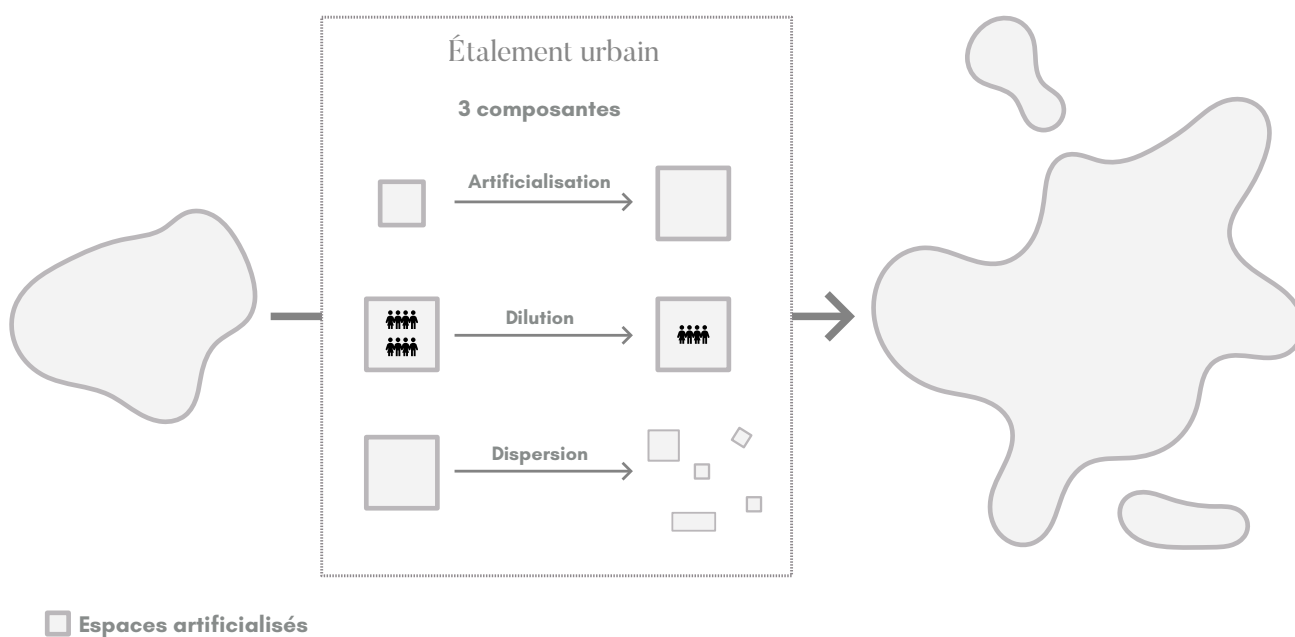 Étalement urbain
3 composantes
Artificialisation
Dilution
Dispersion
Espaces artificialisés